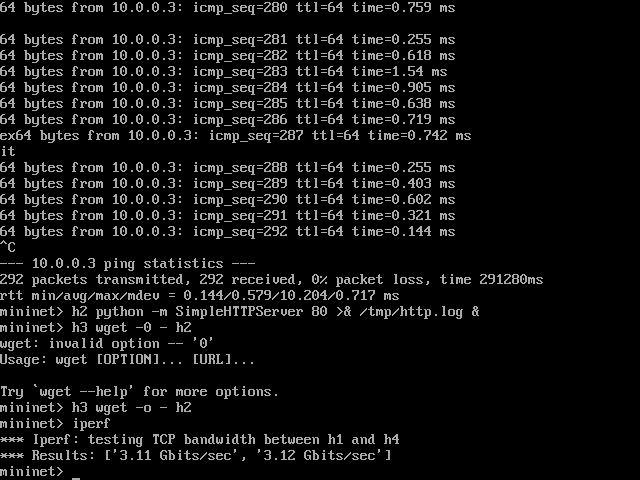 64 bytes from 10.0.0.3: icmp_seq=280 ttl=64 time=0.759 ms
64 bytes from 10.0.0.3: icmp_seq=281 ttl=64 time=0.255 ms
64 bytes from 10.0.0.3: icmp_seq=282 ttl=64 time=0.618 ms
64 bytes from 10.0.0.3: icmp_seq=283 ttl=64 time=1.54 ms
64 bytes from 10.0.0.3: icmp_seq=284 ttl=64 time=0.905 ms
64 bytes from 10.0.0.3: icmp_seq=285 ttl=64 time=0.638 ms
64 bytes from 10.0.0.3: icmp_seq=286 ttl=64 time=0.719 ms
ex64 bytes from 10.0.0.3: icmp_seq=287 ttl=64 time=0.742 ms
it
64 bytes from 10.0.0.3: icmp_seq=288 ttl=64 time=0.255 ms
64 bytes from 10.0.0.3: icmp_seq=289 ttl=64 time=0.403 ms
64 bytes from 10.0.0.3: icmp_seq=290 ttl=64 time=0.602 ms
64 bytes from 10.0.0.3: icmp_seq=291 ttl=64 time=0.321 ms
64 bytes from 10.0.0.3: icmp_seq=292 ttl=64 time=0.144 ms
^C
--- 10.0.0.3 ping statistics ---
292 packets transmitted, 292 received, 0% packet loss, time 291280ms
rtt min/avg/max/mdev = 0.144/0.579/10.204/0.717 ms
mininet> h2 python -m SimpleHTTPServer 80 >& /tmp/http.log &
mininet> h3 wget -0 - h2
wget: invalid option -- '0'
Usage: wget [OPTION]... [URL]...
Try `wget --help' for more options.
mininet> h3 wget -o - h2
mininet> iperf
*** Iperf: testing TCP bandwidth between h1 and h4
*** Results: ['3.11 Gbits/sec', '3.12 Gbits/sec']
mininet> _